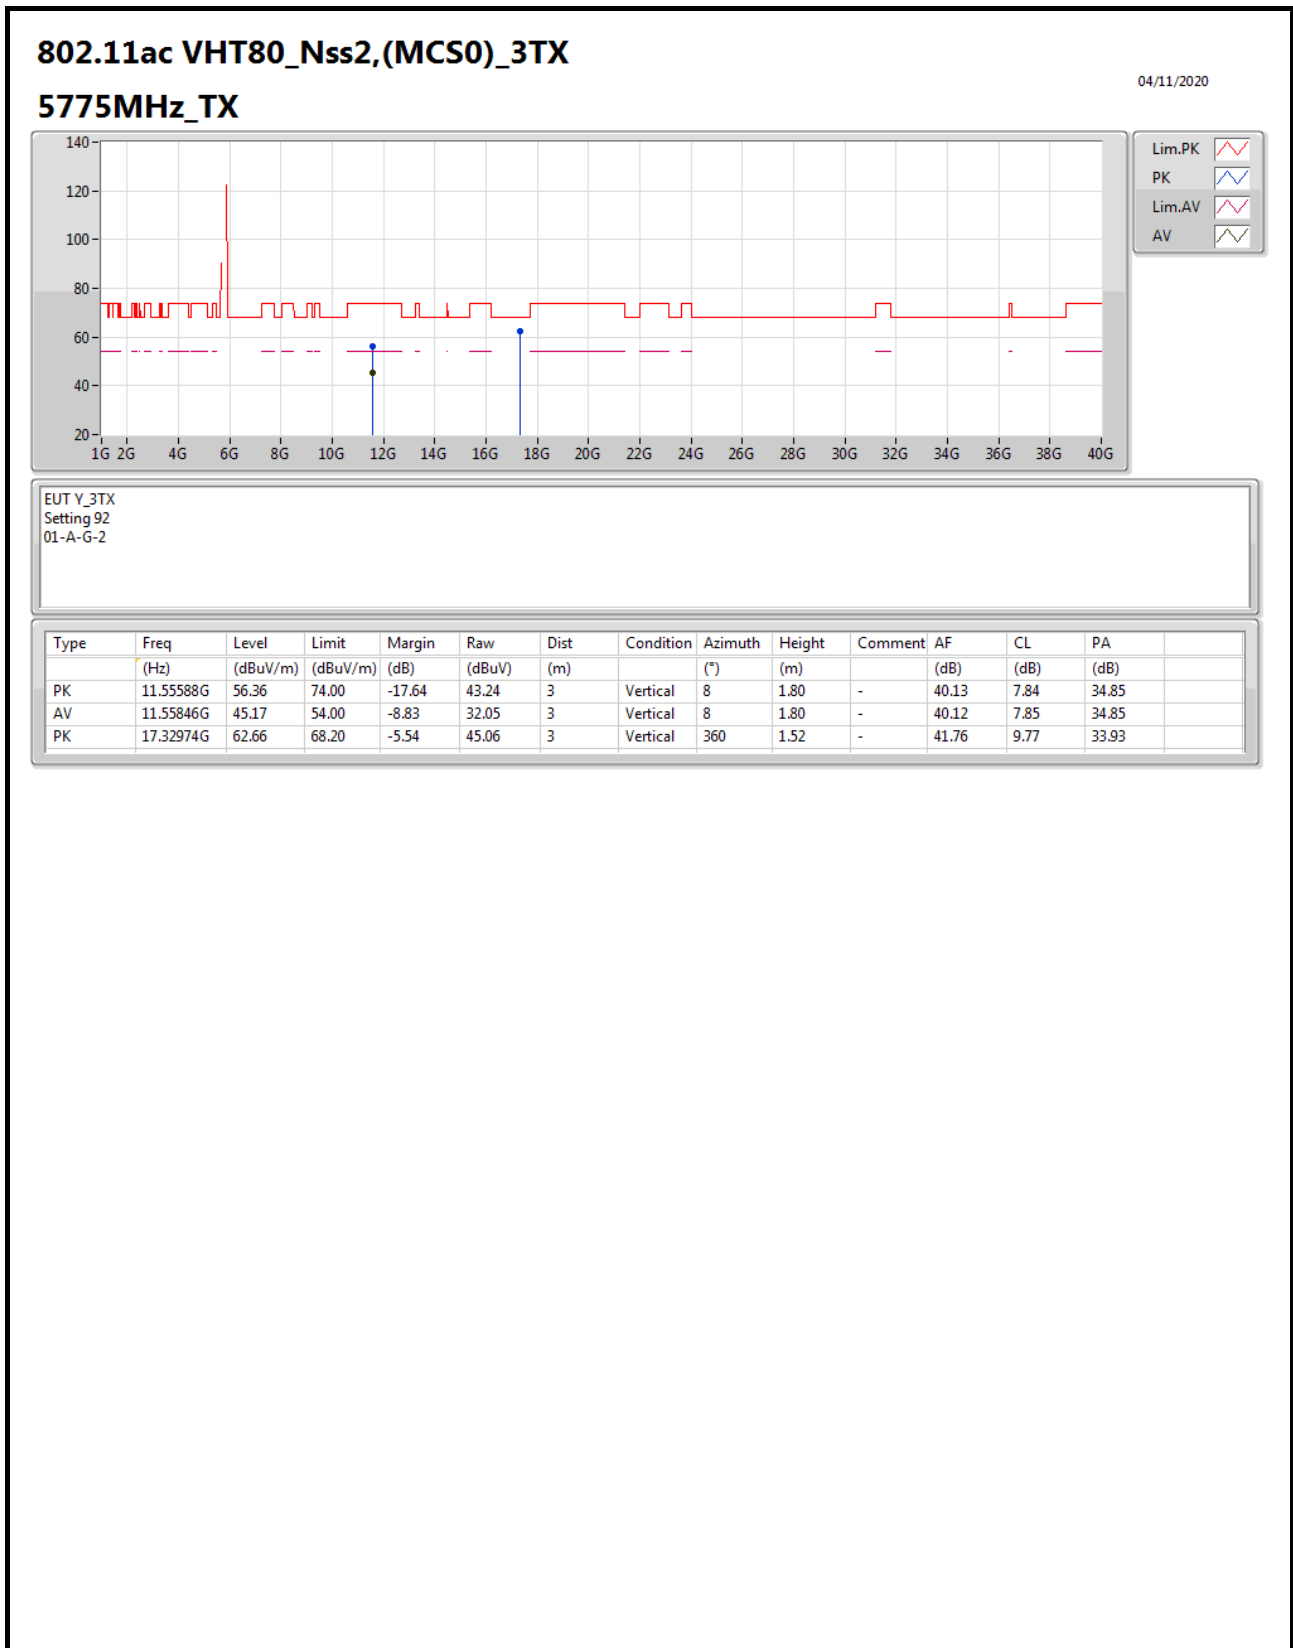 802.11ac VHT80_Nss2,(MCS0)_3TX
04/11/2020
5775MHz_TX
140
120
100
80
60
40
20
1G 2G 4G 6G 8G 10G 12G 14G 16G 18G 20G 22G 24G 26G 28G 30G 32G 34G 36G 38G 40G
Lim.PK
PK
Lim.AV
AV
EUT Y_3TX
Setting 92
01-A-G-2
Type Freq Level Limit Margin Raw Dist Condition Azimuth Height Comment AF CL PA
(Hz) (dBuV/m) (dBuV/m) (dB) (dBuV) (m) (°) (m) (dB) (dB) (dB)
PK 11.55588G 56.36 74.00 -17.64 43.24 3 Vertical 8 1.80 - 40.13 7.84 34.85
AV 11.55846G 45.17 54.00 -8.83 32.05 3 Vertical 8 1.80 - 40.12 7.85 34.85
PK 17.32974G 62.66 68.20 -5.54 45.06 3 Vertical 360 1.52 - 41.76 9.77 33.93